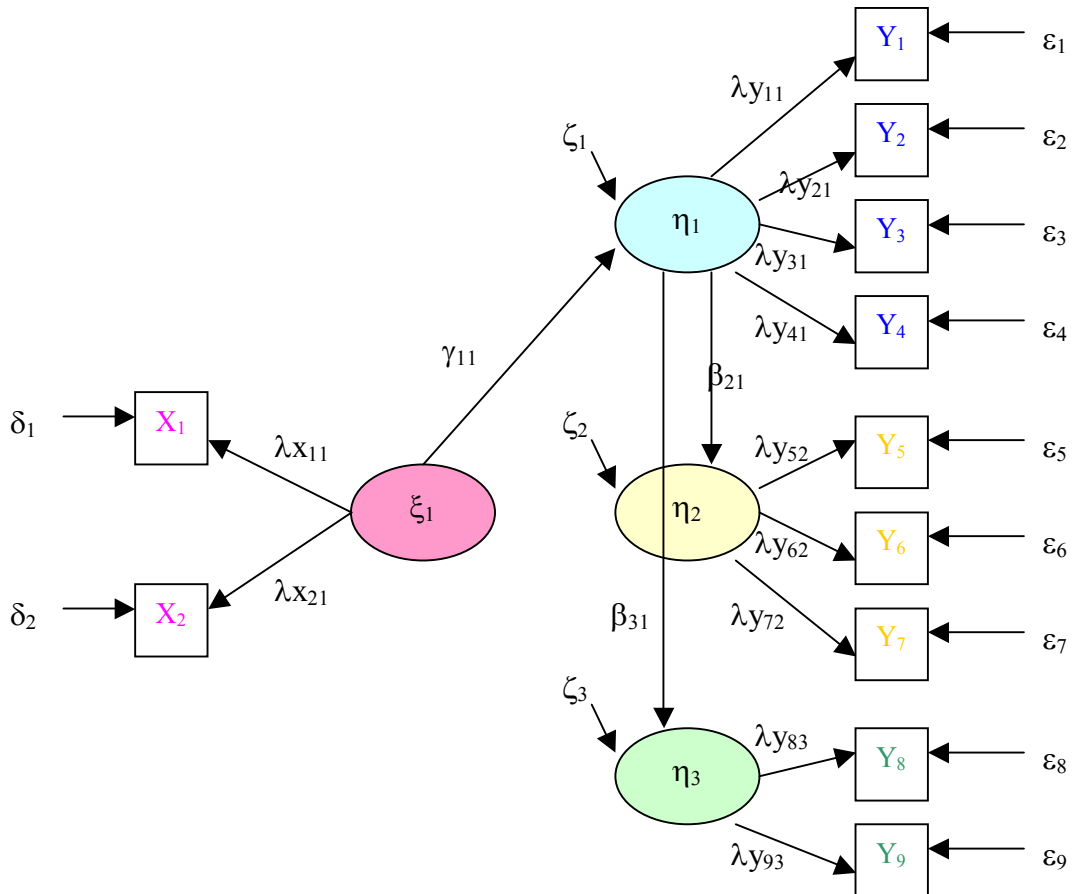 Y₁ ε₁
λy₁₁
Y₂ ε₂
ζ₁
λy₂₁
η₁ Y₃ ε₃
λy₃₁
Y₄ ε₄
λy₄₁
γ₁₁
β₂₁
X₁
δ₁
ζ₂
λx₁₁
λy₅₂ Y₅ ε₅
ξ₁
η₂
λy₆₂ Y₆ ε₆
λx₂₁
δ₂ X₂
β₃₁
λy₇₂ Y₇ ε₇
ζ₃
λy₈₃ Y₈ ε₈
η₃
λy₉₃ Y₉ ε₉